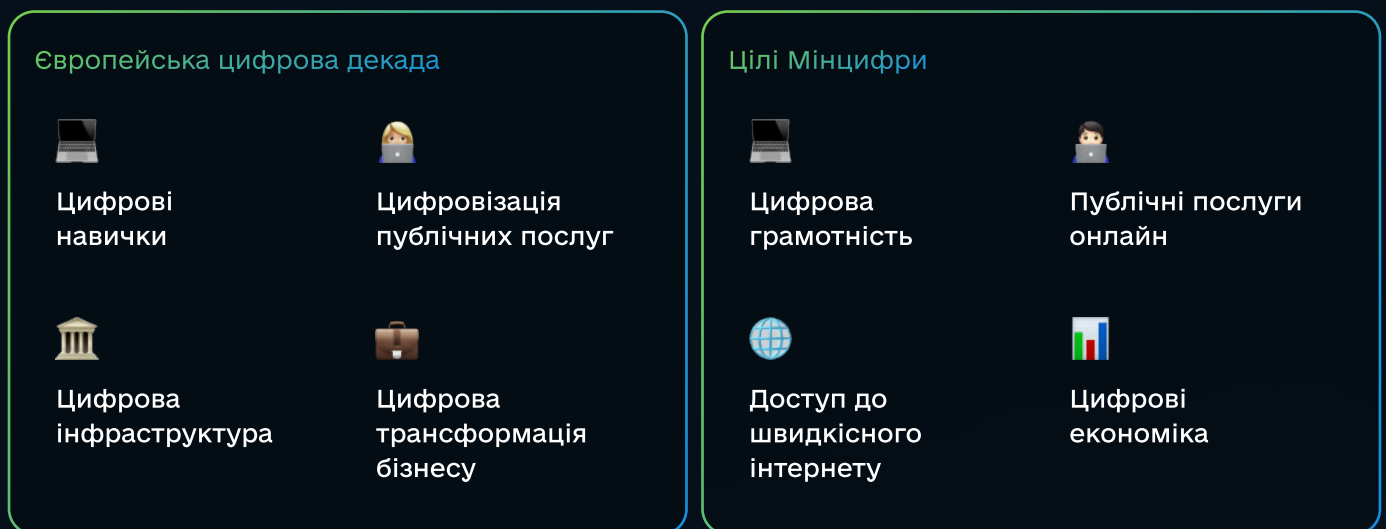 Європейська цифрова декада
Цифрові
навички
Цифровізація
публічних послуг
Цифрова
інфраструктура
Цифрова
трансформація
бізнесу
Цілі Мінцифри
Цифрова
грамотність
Публічні послуги
онлайн
Доступ до
швидкісного
інтернету
Цифрові
економіка